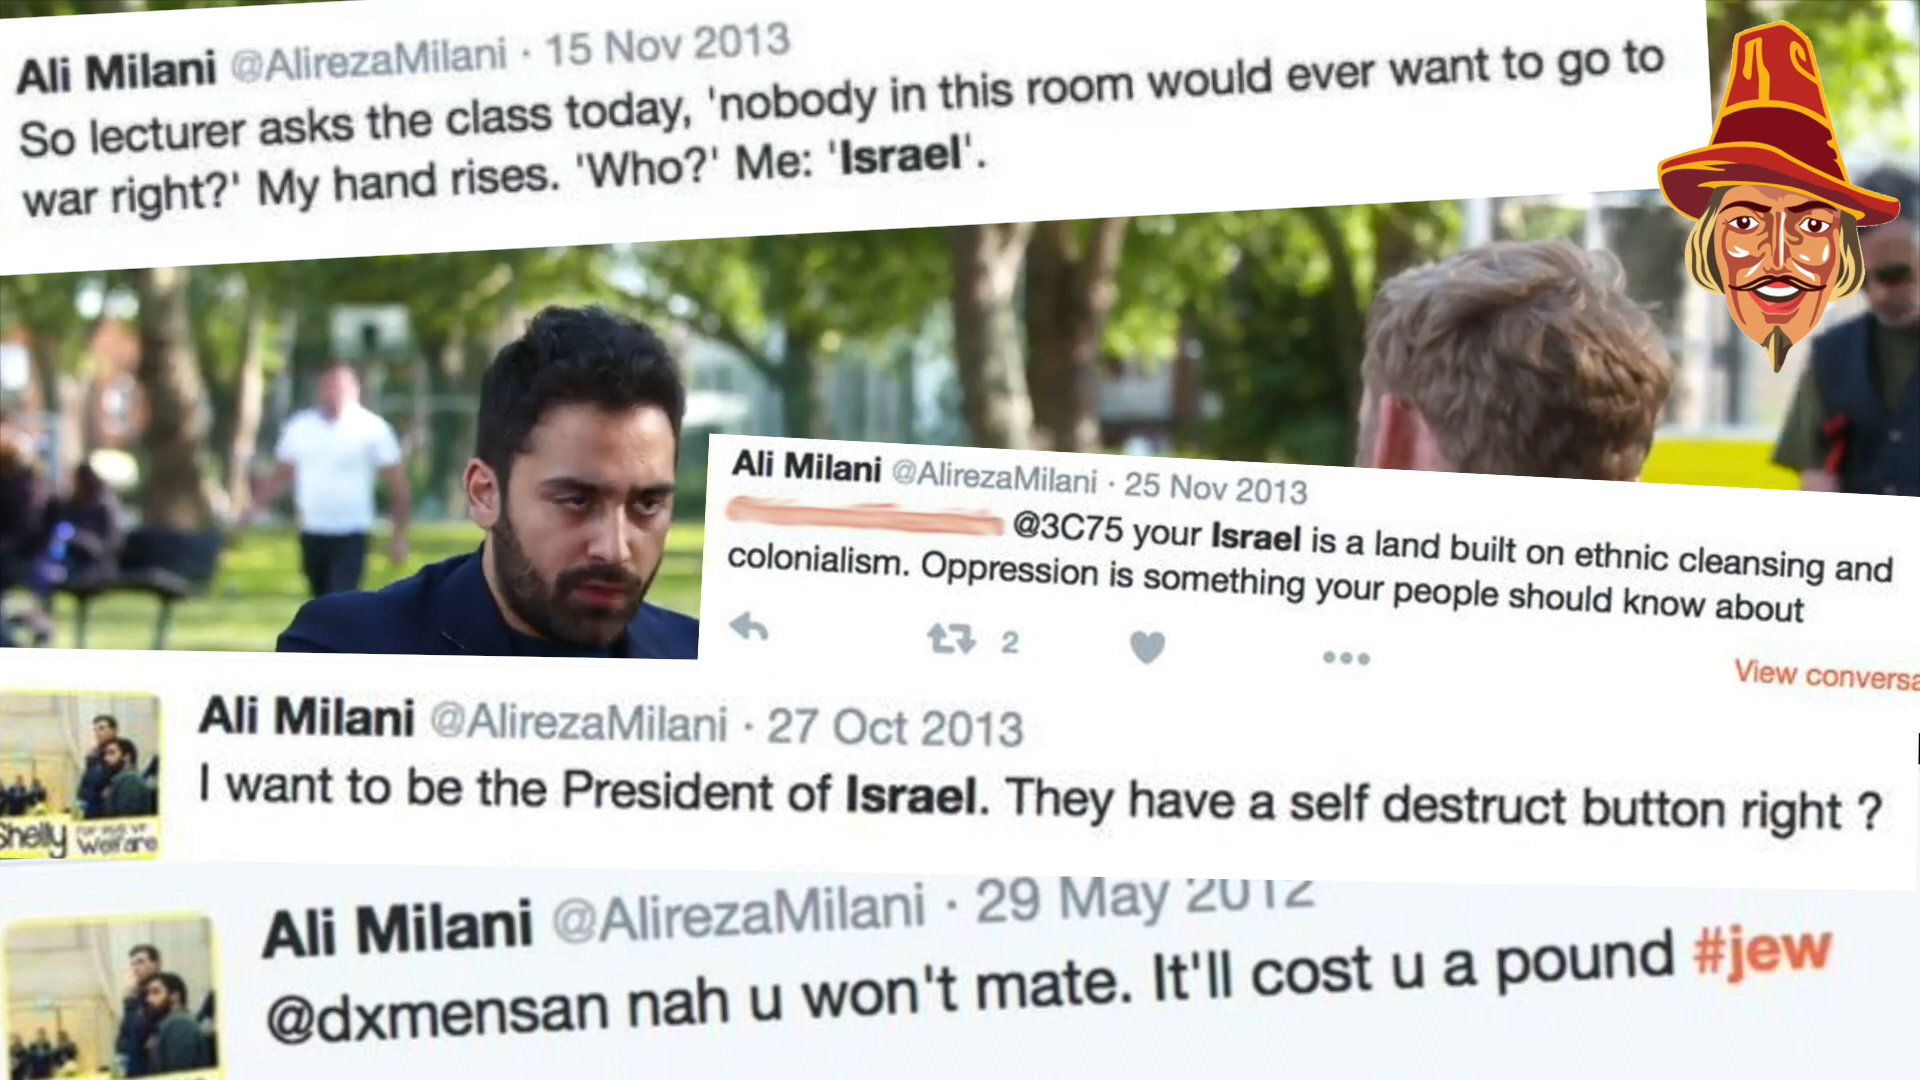 Ali Milani @AlirezaMilani · 15 Nov 2013
So lecturer asks the class today, 'nobody in this room would ever want to go to
war right?' My hand rises. 'Who?' Me: 'Israel'.
Ali Milani @AlirezaMilani · 25 Nov 2013
@3C75 your Israel is a land built on ethnic cleansing and
colonialism. Oppression is something your people should know about
2
View conversa
Ali Milani @AlirezaMilani · 27 Oct 2013
I want to be the President of Israel. They have a self destruct button right ?
Shelly
Welfare
Ali Milani @AlirezaMilani · 29 May 2012
@dxmensan nah u won't mate. It'll cost u a pound #jew